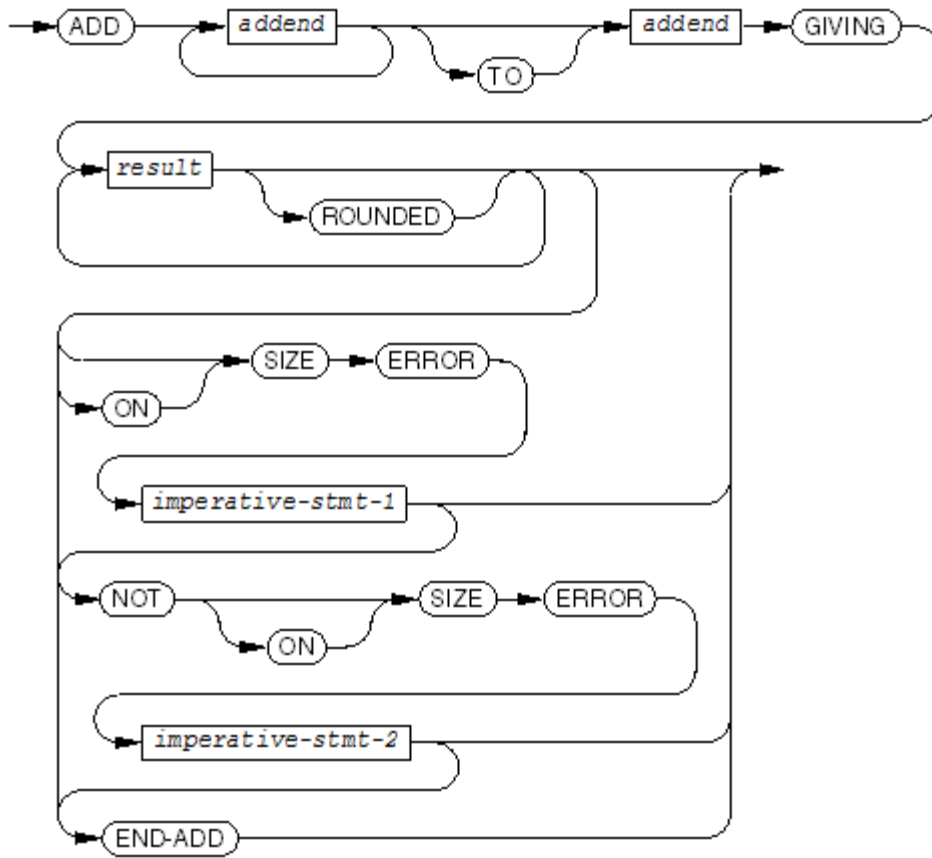 ADD addend addend GIVING
TO
result
ROUNDED
SIZE ERROR
ON
imperative-stmt-1
NOT SIZE ERROR
ON
imperative-stmt-2
END-ADD